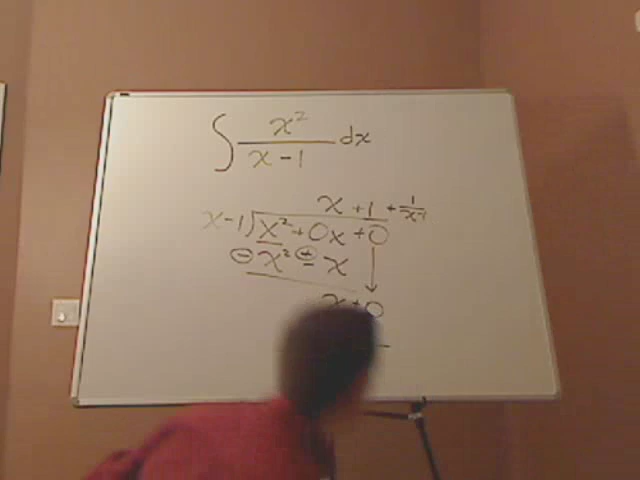 ∫ x²/(x - 1) dx
x + 1 + 1/(x-1)
x - 1 ) x² + 0x + 0
⊖ x² ⊕ x
x + 0